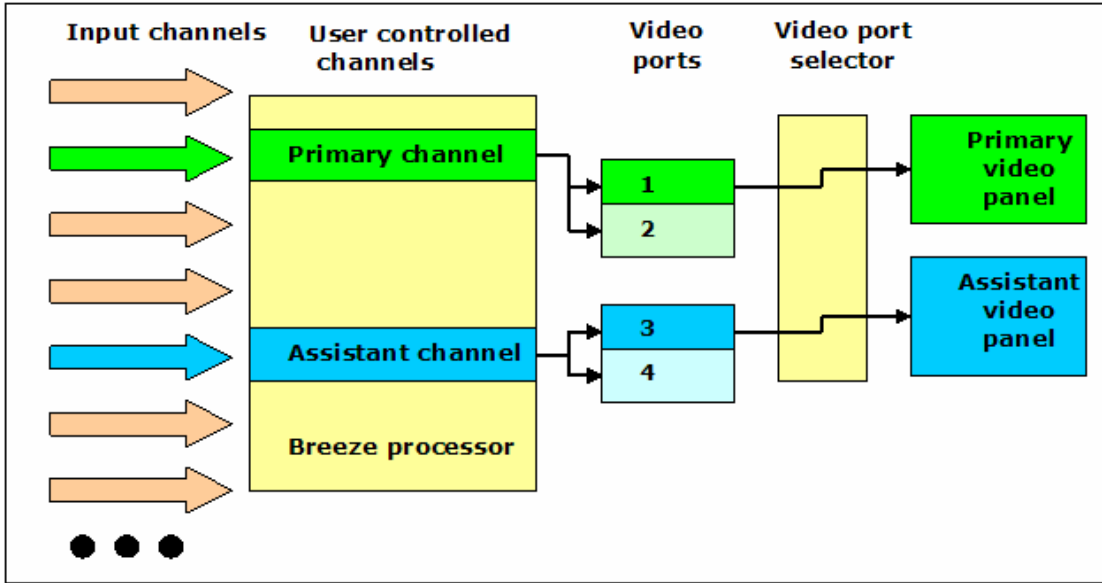 Input channels
User controlled
channels
Video
ports
Video port
selector
Primary channel
Assistant channel
Breeze processor
1
2
3
4
Primary
video
panel
Assistant
video
panel